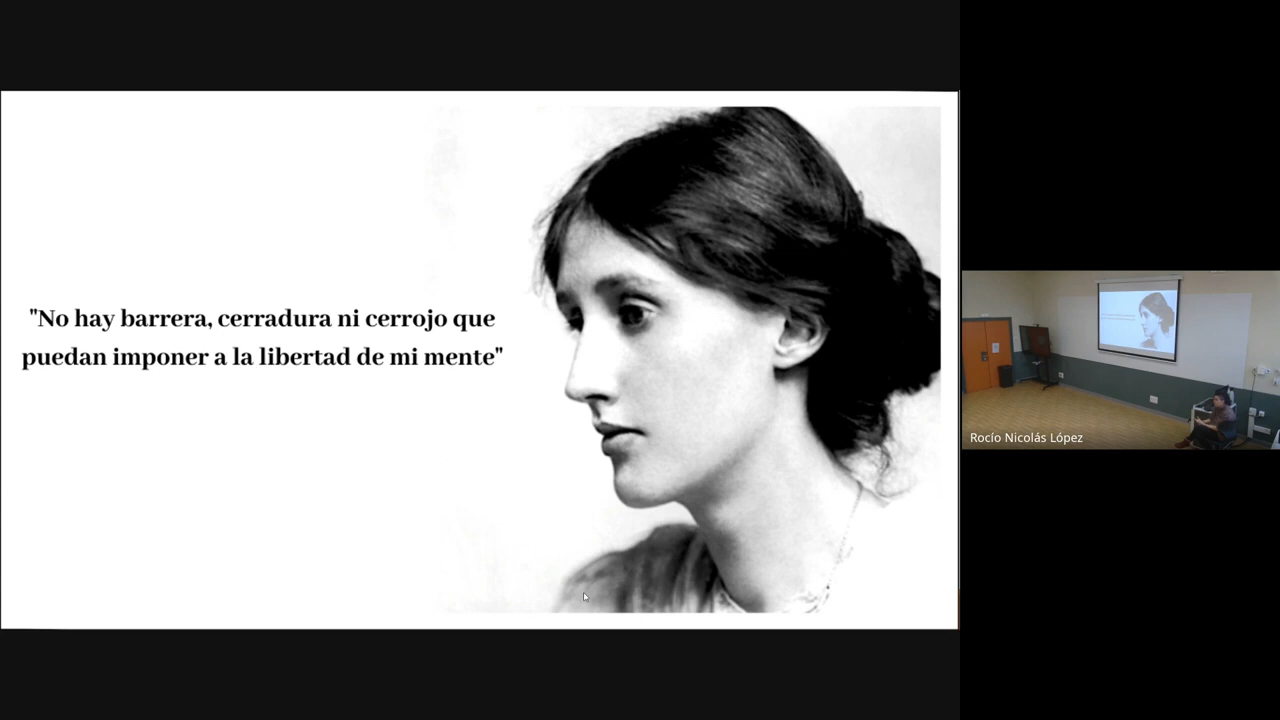 "No hay barrera, cerradura ni cerrojo que
puedan imponer a la libertad de mi mente"
Rocío Nicolás López